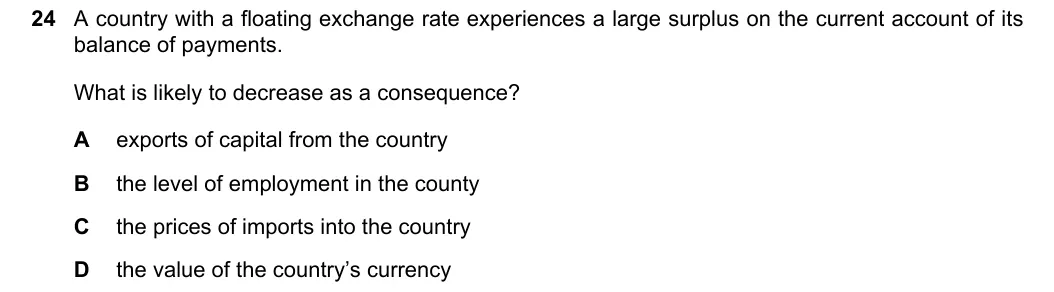 24 A country with a floating exchange rate experiences a large surplus on the current account of its
balance of payments.
What is likely to decrease as a consequence?
A exports of capital from the country
B the level of employment in the county
C the prices of imports into the country
D the value of the country’s currency